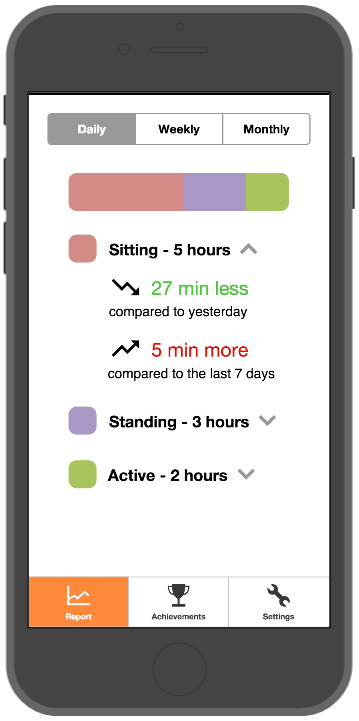 Daily Weekly Monthly
Sitting - 5 hours
27 min less
compared to yesterday
5 min more
compared to the last 7 days
Standing - 3 hours
Active - 2 hours
Report Achievements Settings